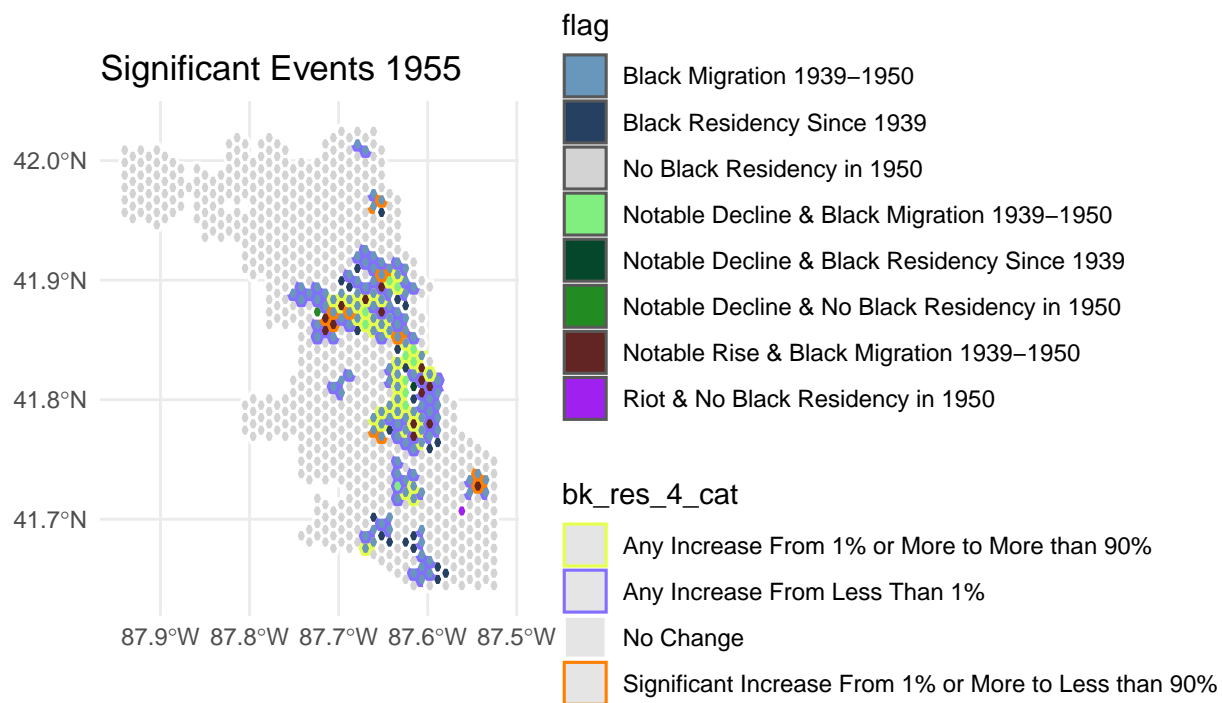 Significant Events 1955
42.0°N
41.9°N
41.8°N
41.7°N
87.9°W 87.8°W 87.7°W 87.6°W 87.5°W
flag
Black Migration 1939−1950
Black Residency Since 1939
No Black Residency in 1950
Notable Decline & Black Migration 1939−1950
Notable Decline & Black Residency Since 1939
Notable Decline & No Black Residency in 1950
Notable Rise & Black Migration 1939−1950
Riot & No Black Residency in 1950
bk_res_4_cat
Any Increase From 1% or More to More than 90%
Any Increase From Less Than 1%
No Change
Significant Increase From 1% or More to Less than 90%